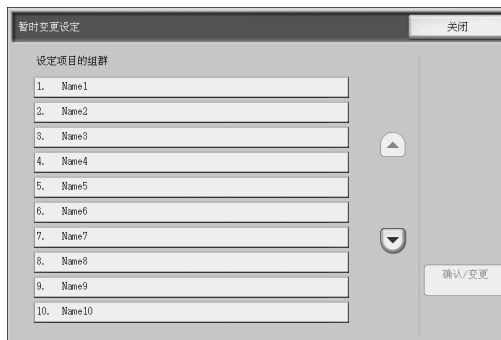 暂时变更设定
关闭
设定项目的组群
1. Name1
2. Name2
3. Name3
4. Name4
5. Name5
6. Name6
7. Name7
8. Name8
9. Name9
10. Name10
确认/变更